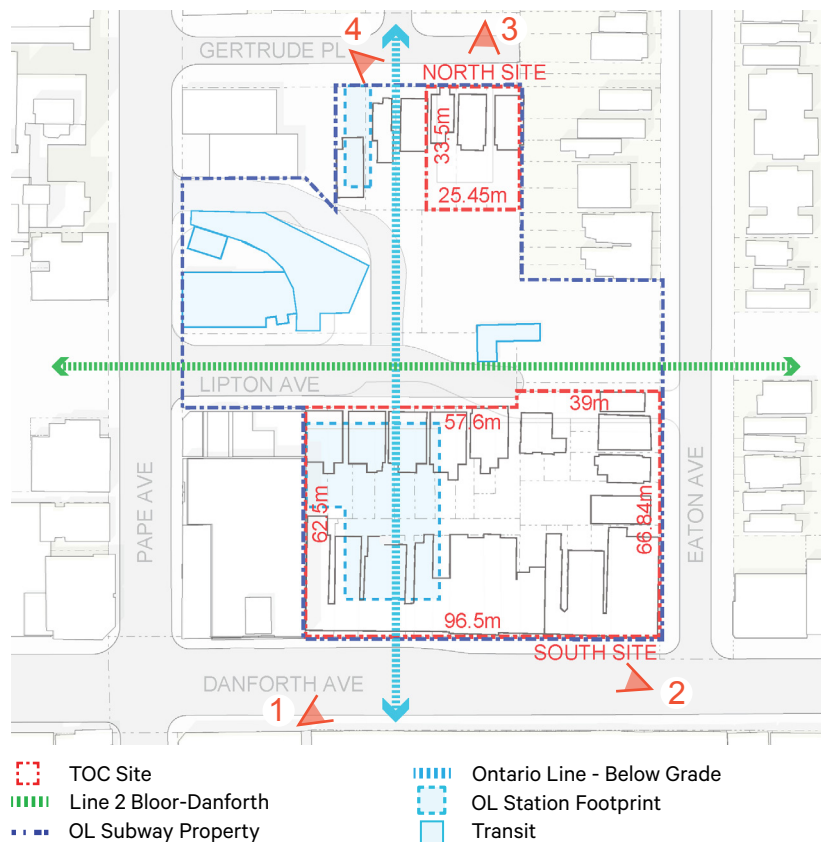 GERTRUDE PL
4
3
NORTH SITE
33.5m
25.45m
LIPTON AVE
39m
57.6m
62.5m
66.84m
PAPE AVE
EATON AVE
96.5m
SOUTH SITE
DANFORTH AVE
1
2
TOC Site
Line 2 Bloor-Danforth
OL Subway Property
Ontario Line - Below Grade
OL Station Footprint
Transit